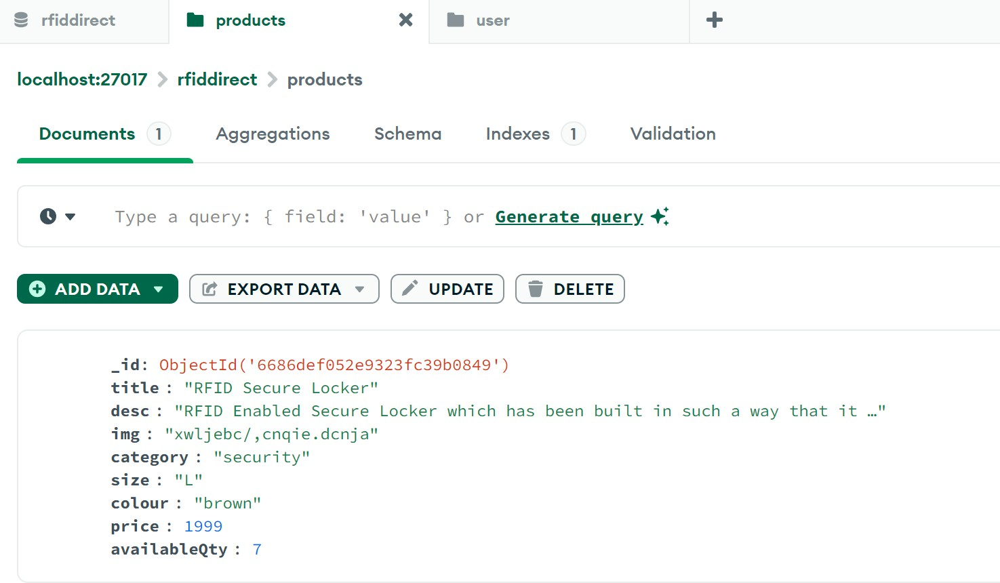 rfiddirect products user
localhost:27017 rfiddirect products
Documents 1 Aggregations Schema Indexes 1 Validation
Type a query: { field: 'value' } or Generate query
ADD DATA EXPORT DATA UPDATE DELETE
_id: ObjectId('6686def052e9323fc39b0849')
title : "RFID Secure Locker"
desc : "RFID Enabled Secure Locker which has been built in such a way that it …"
img : "xwljebc/,cnqie.dcnja"
category : "security"
size : "L"
colour : "brown"
price : 1999
availableQty : 7